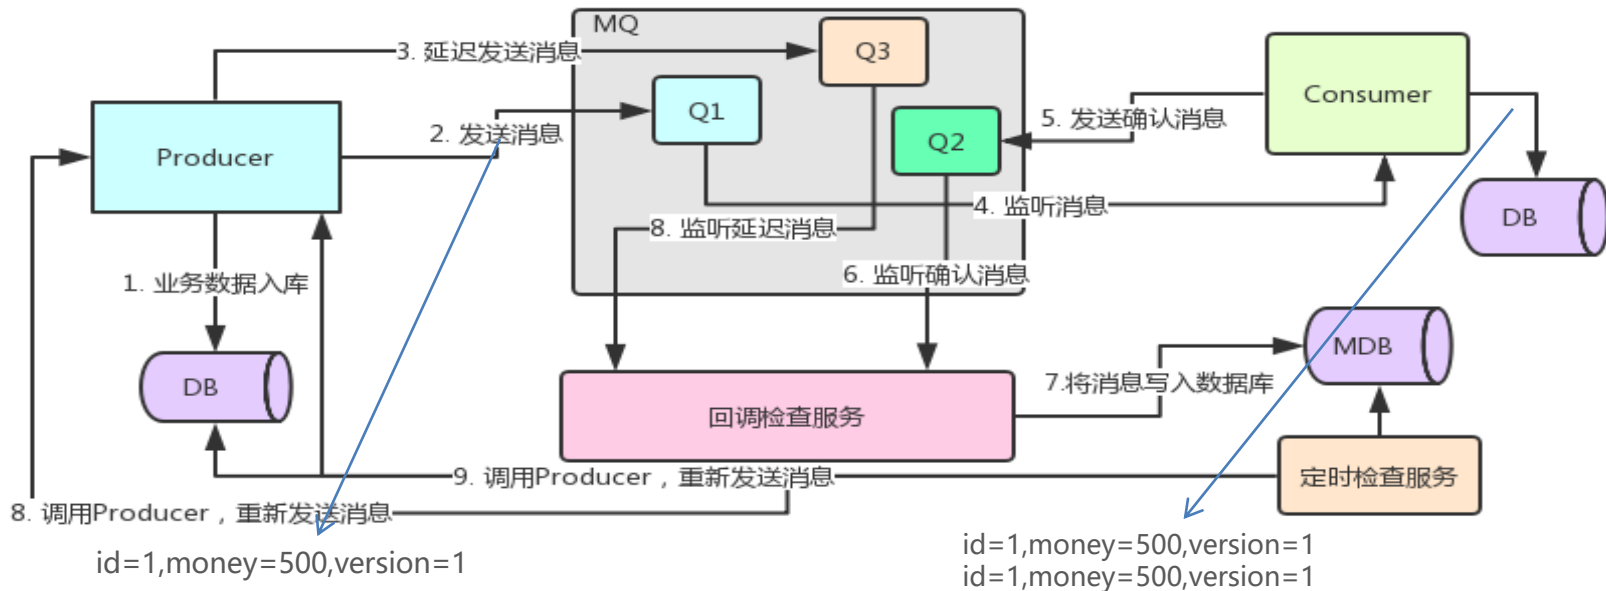 MQ
3. 延迟发送消息
Q3
Q1
Q2
2. 发送消息
Producer
5. 发送确认消息
Consumer
4. 监听消息
DB
8. 监听延迟消息
6. 监听确认消息
1. 业务数据入库
DB
回调检查服务
7.将消息写入数据库
MDB
定时检查服务
9. 调用Producer，重新发送消息
8. 调用Producer，重新发送消息
id=1,money=500,version=1
id=1,money=500,version=1
id=1,money=500,version=1